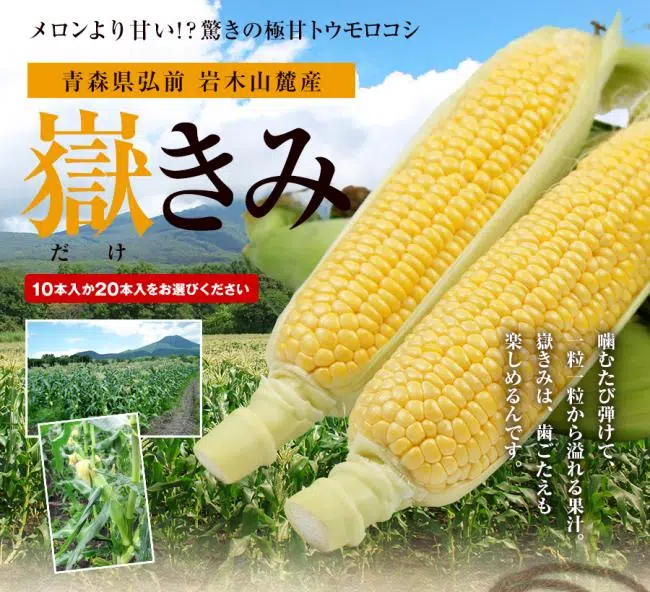 メロンより甘い!?驚きの極甘トウモロコシ
青森県弘前 岩木山麓産
嶽きみ
だけ
10本入か20本入をお選びください
噛むたび弾けて、
一粒一粒から溢れる果汁。
嶽きみは、歯ごたえも
楽しめるんです。